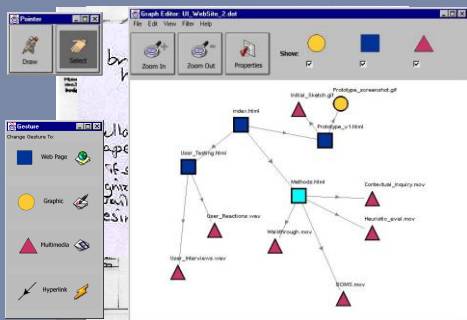 Pointer
Draw
Select
Graph Editor: UI_WebSite_2.dot
File Edit View Filter Help
Zoom In
Zoom Out
Properties
Show:
Prototype_screenshot.gif
Initial_Sketch.gif
index.html
Prototype_v1.html
User_Testing.html
Methods.html
Contextual_Inquiry.mov
User_Reactions.wav
Heuristic_eval.mov
Walkthrough.mov
User_Interviews.wav
GOMS.mov
Gesture
Change Gesture To:
Web Page
Graphic
Multimedia
Hyperlink